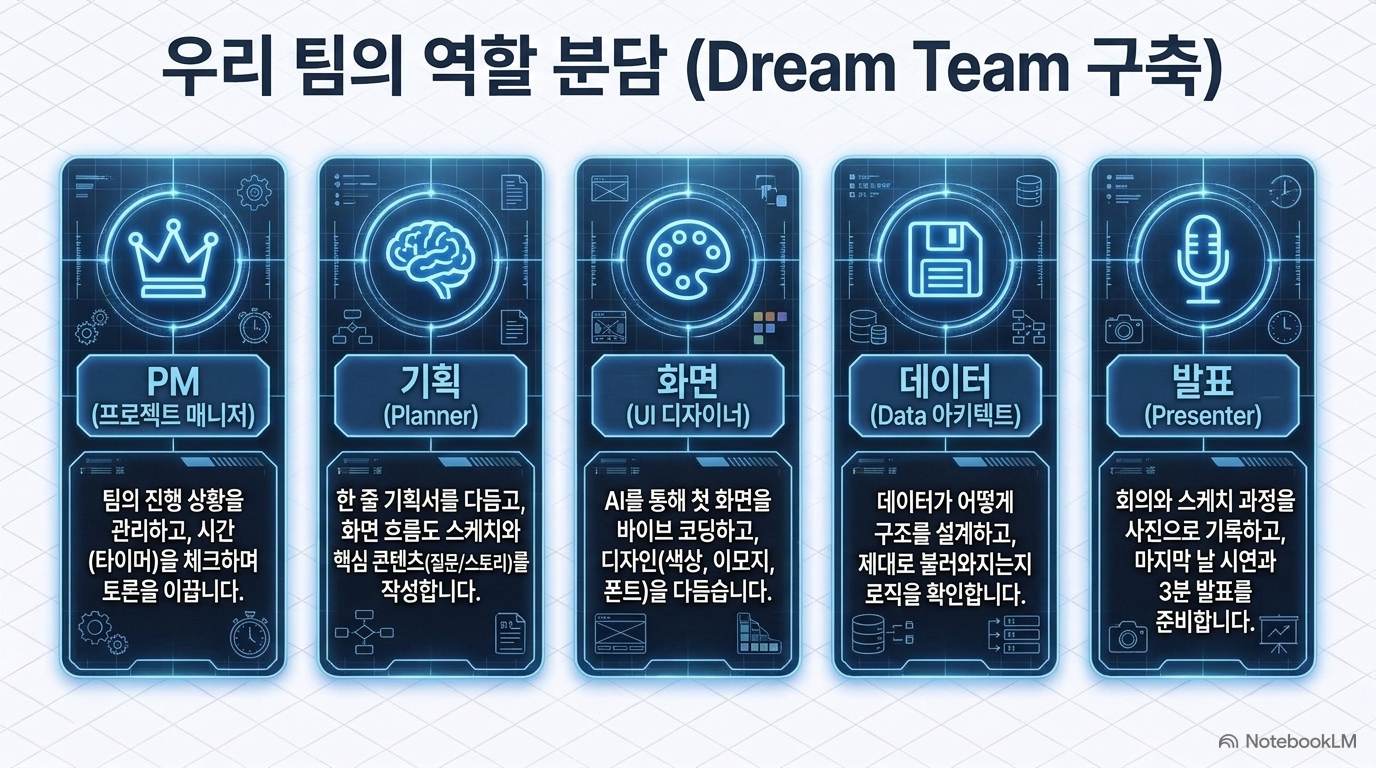 우리 팀의 역할 분담 (Dream Team 구축)
PM
(프로젝트 매니저)
팀의 진행 상황을
관리하고, 시간
(타이머)을 체크하며
토론을 이끕니다.
기획
(Planner)
한 줄 기획서를 다듬고,
화면 흐름도 스케치와
핵심 콘텐츠(질문/스토리)를
작성합니다.
화면
(UI 디자이너)
AI를 통해 첫 화면을
바이브 코딩하고,
디자인(색상, 이모지,
폰트)을 다듬습니다.
데이터
(Data 아키텍트)
데이터가 어떻게
구조를 설계하고,
제대로 불러와지는지
로직을 확인합니다.
발표
(Presenter)
회의와 스케치 과정을
사진으로 기록하고,
마지막 날 시연과
3분 발표를
준비합니다.
NotebookLM